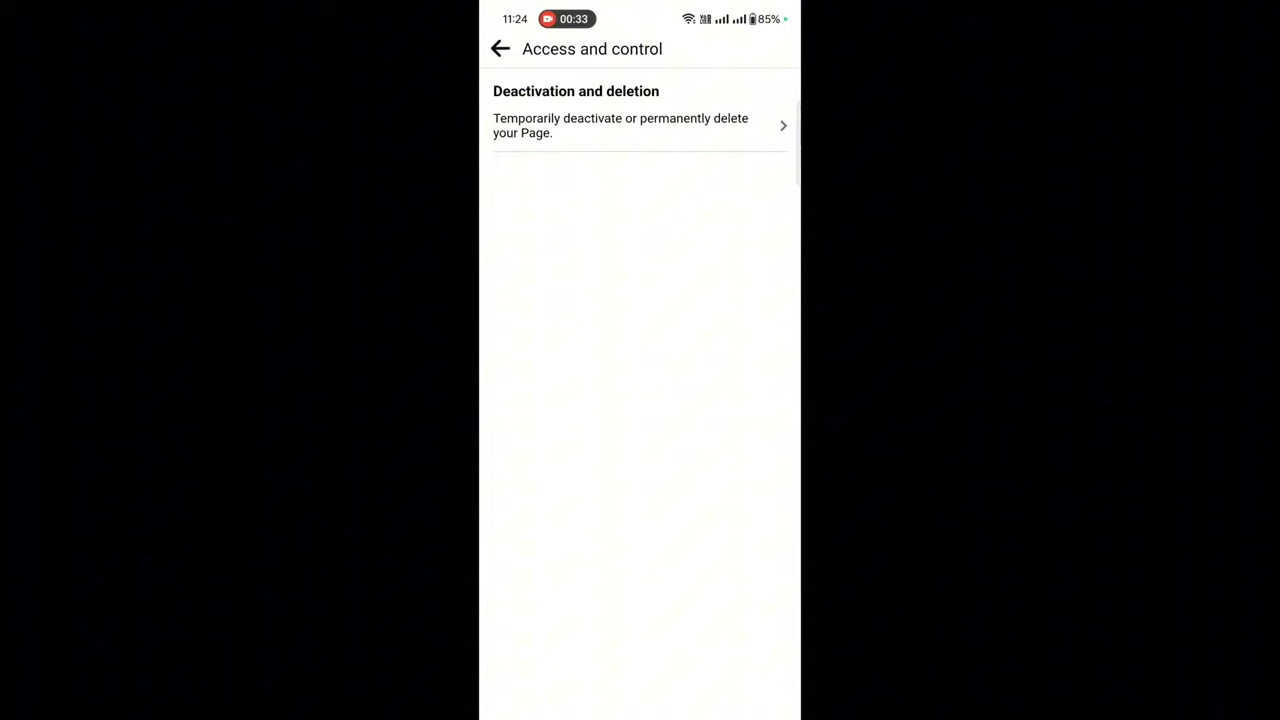 11:24 00:33 85%
Access and control
Deactivation and deletion
Temporarily deactivate or permanently delete
your Page.